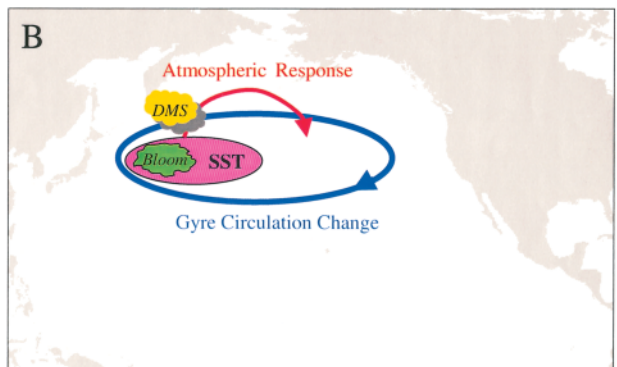 B
Atmospheric Response
DMS
Bloom SST
Gyre Circulation Change